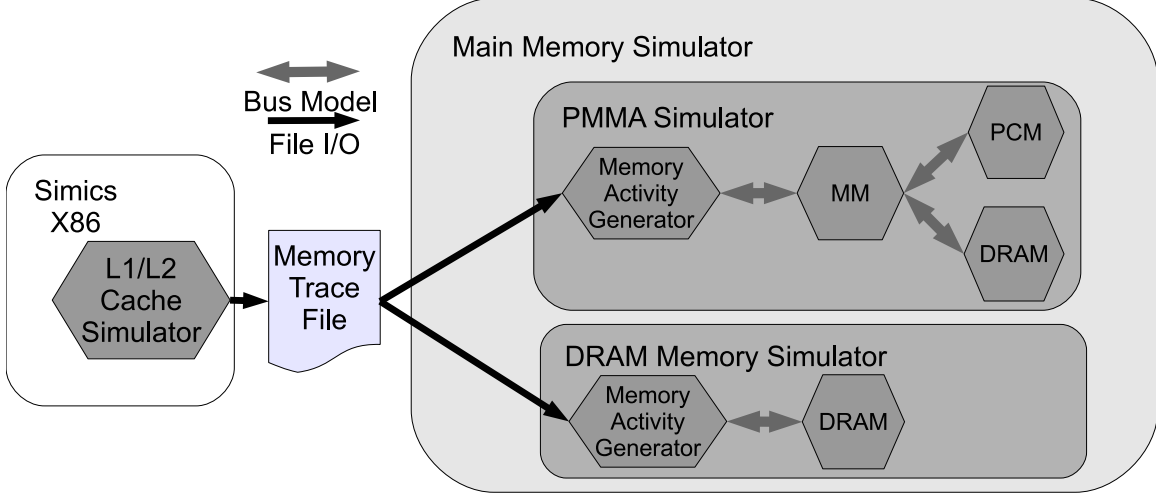 Main Memory Simulator
Bus Model
File I/O
Simics
X86
L1/L2
Cache
Simulator
Memory
Trace
File
PMMA Simulator
Memory
Activity
Generator
MM
PCM
DRAM
DRAM Memory Simulator
Memory
Activity
Generator
DRAM